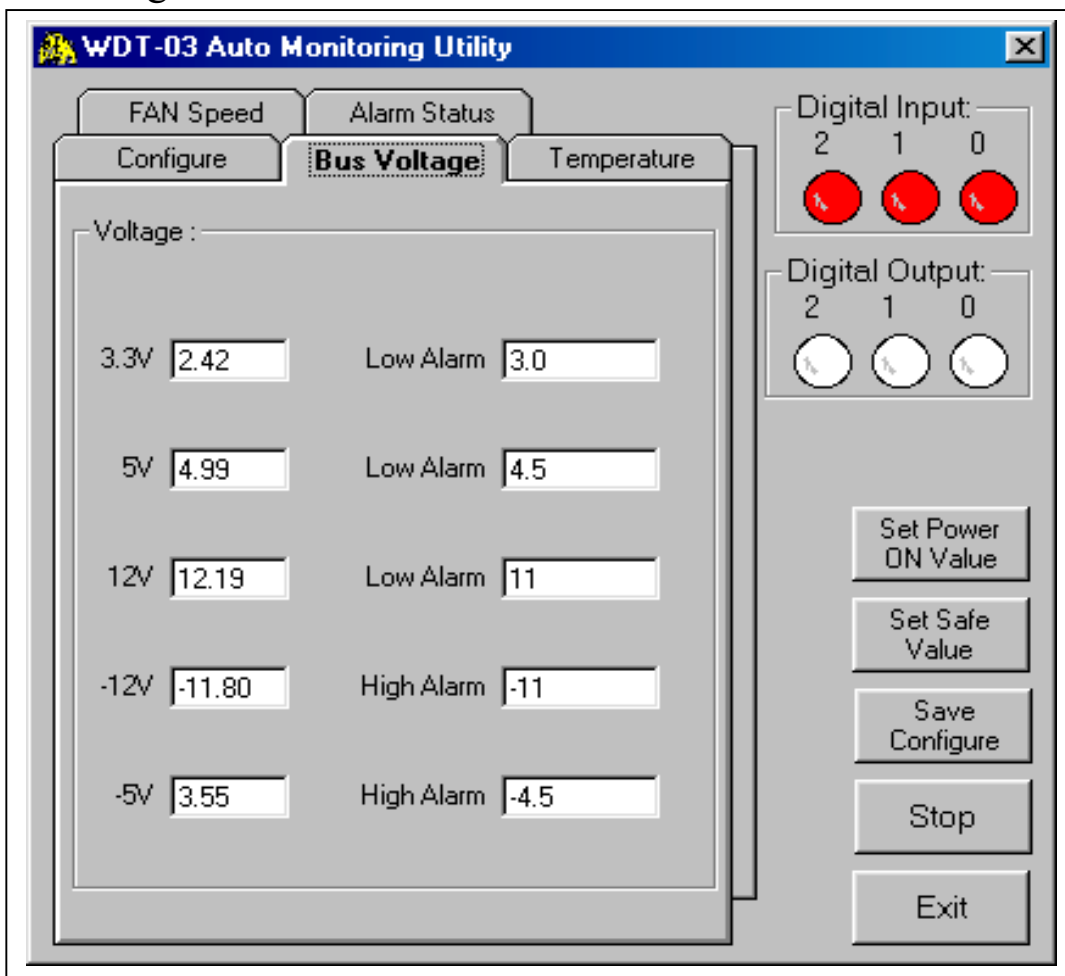 WDT-03 Auto Monitoring Utility
FAN Speed Alarm Status
Configure Bus Voltage Temperature
Voltage :
3.3V 2.42 Low Alarm 3.0
5V 4.99 Low Alarm 4.5
12V 12.19 Low Alarm 11
-12V -11.80 High Alarm -11
-5V 3.55 High Alarm -4.5
Digital Input:
2 1 0
Digital Output:
2 1 0
Set Power
ON Value
Set Safe
Value
Save
Configure
Stop
Exit